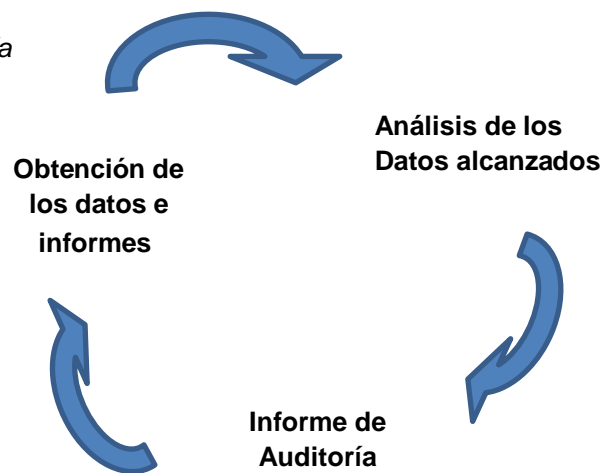 Obtención de
los datos e
informes
Análisis de los
Datos alcanzados
Informe de
Auditoría